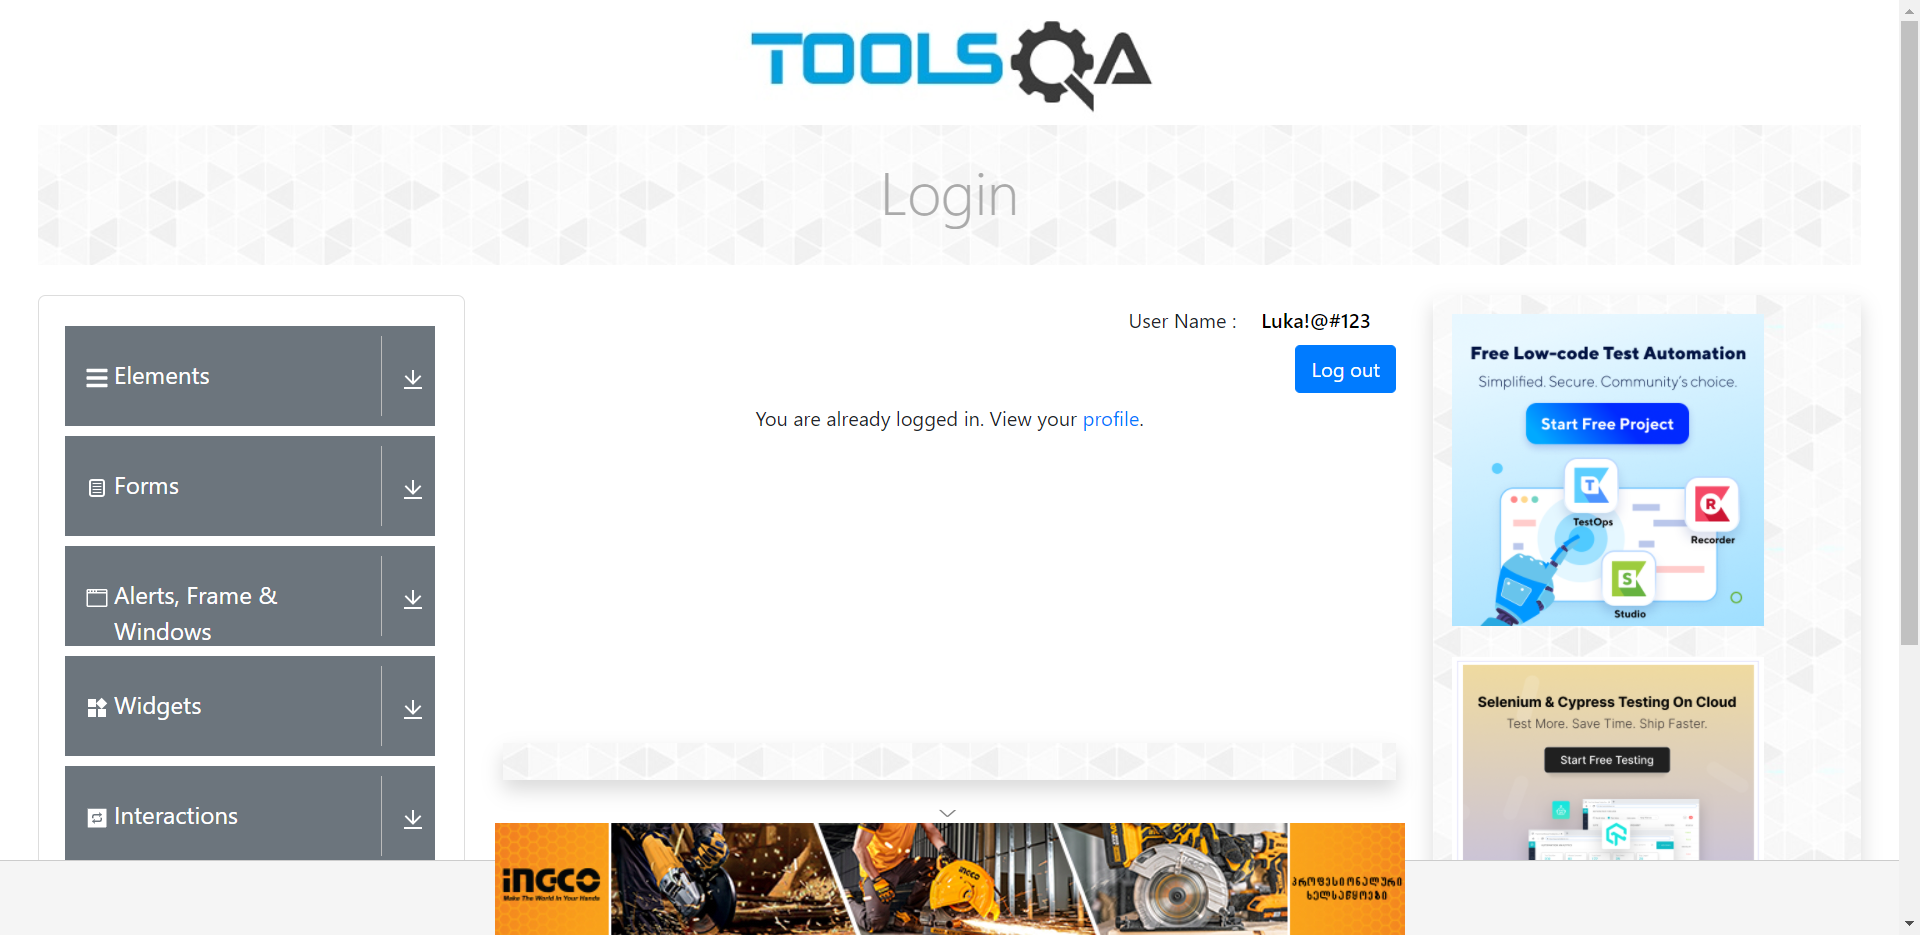 TOOLSQA
Login
Elements
Forms
Alerts, Frame &
Windows
Widgets
Interactions
User Name : Luka!@#123
Log out
You are already logged in. View your profile.
Free Low-code Test Automation
Simplified. Secure. Community's choice.
Start Free Project
TestOps
Recorder
Studio
Selenium & Cypress Testing On Cloud
Test More. Save Time. Ship Faster.
Start Free Testing
INGCO
Make The World In Your Hands
INGCO
პროფესიონალური
ხელსაწყოები